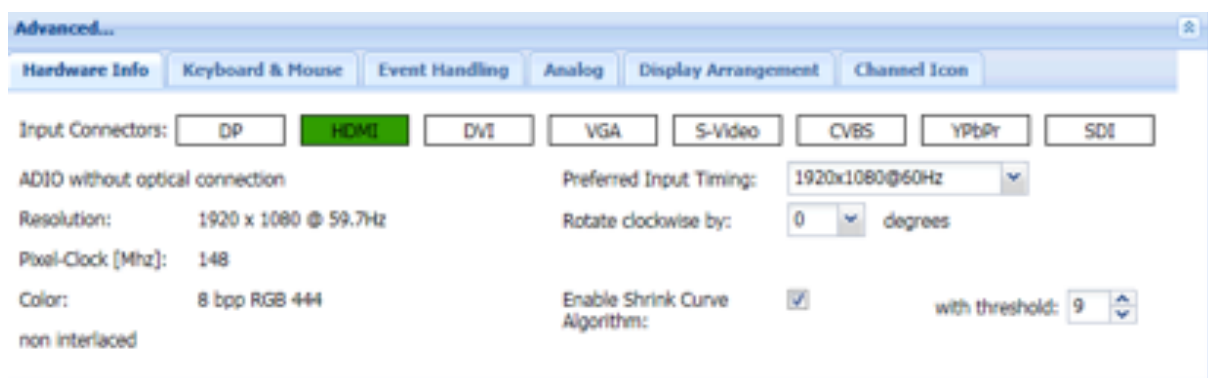 Advanced...
Hardware Info Keyboard & Mouse Event Handling Analog Display Arrangement Channel Icon
Input Connectors: DP HDMI DVI VGA S-Video CVBS YPbPr SDI
ADIO without optical connection Preferred Input Timing: 1920x1080@60Hz
Resolution: 1920 x 1080 @ 59.7Hz Rotate clockwise by: 0 degrees
Pixel-Clock [Mhz]: 148
Color: 8 bpp RGB 444 Enable Shrink Curve with threshold: 9
Algorithm:
non interlaced